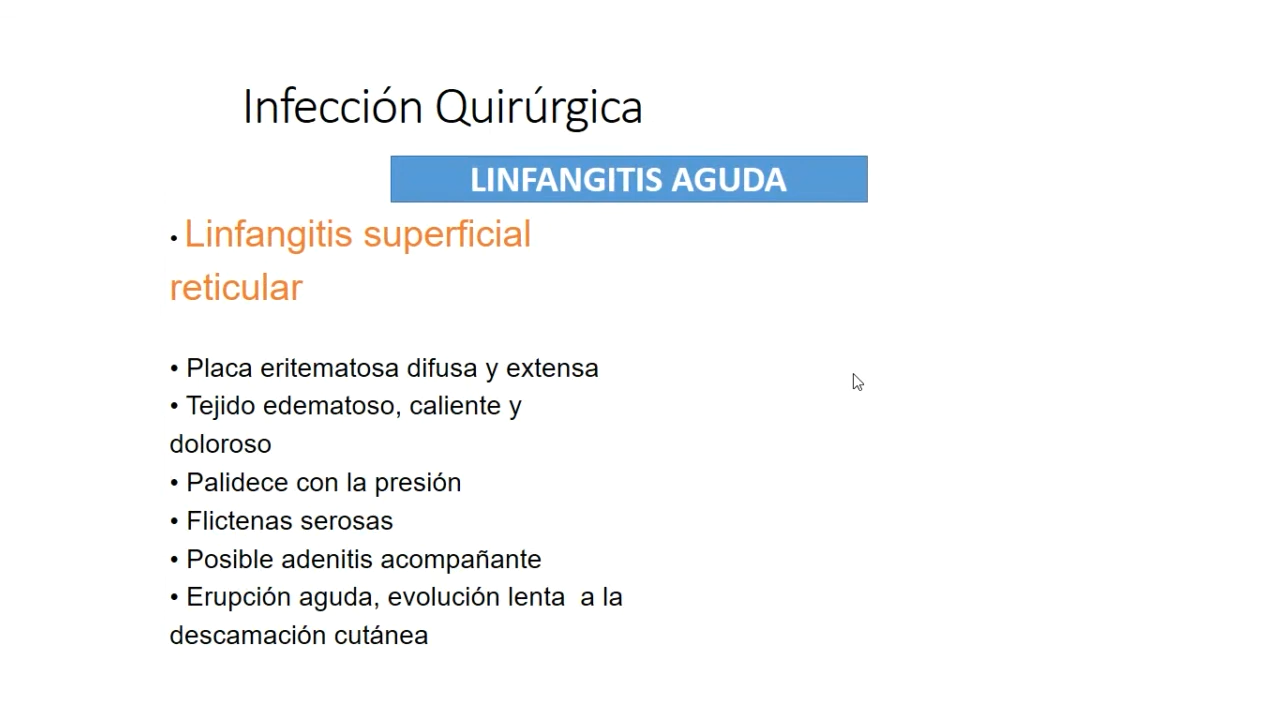 Infección Quirúrgica
LINFANGITIS AGUDA
• Linfangitis superficial
reticular
• Placa eritematosa difusa y extensa
• Tejido edematoso, caliente y
doloroso
• Palidece con la presión
• Flictenas serosas
• Posible adenitis acompañante
• Erupción aguda, evolución lenta  a la
descamación cutánea